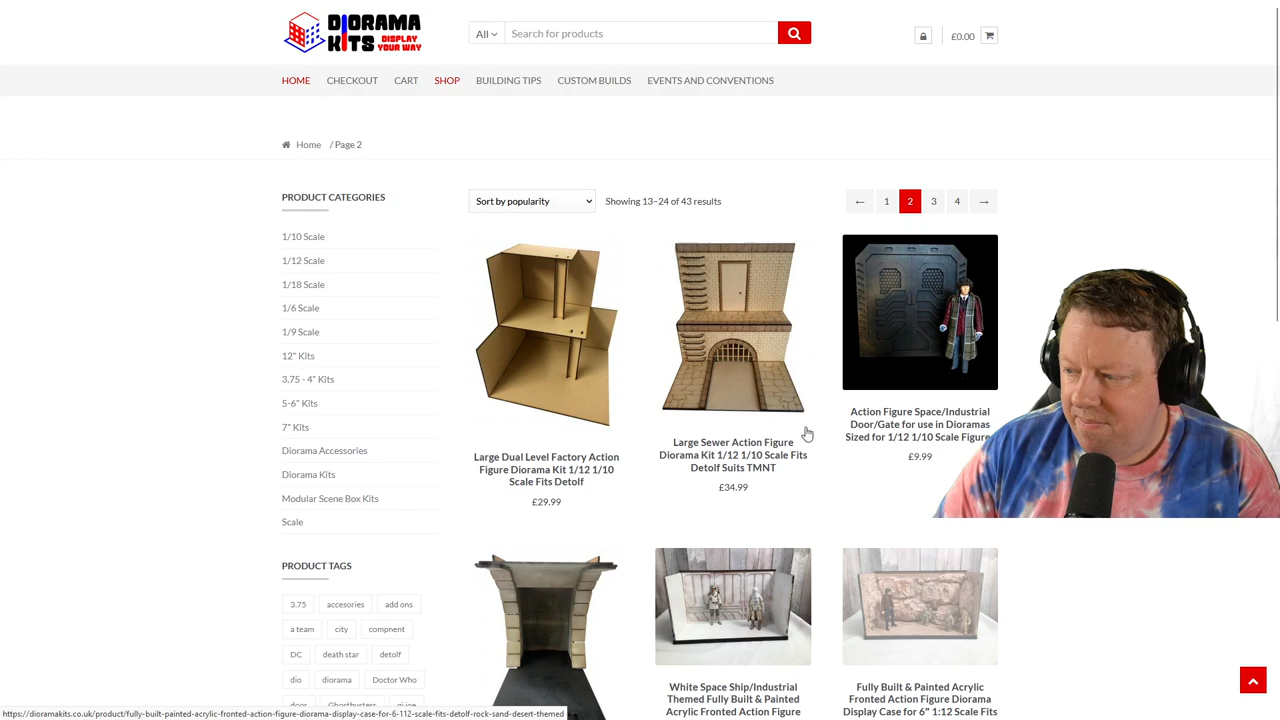 DIORAMA
KITS DISPLAY
YOUR WAY
All
Search for products
£0.00
HOME
CHECKOUT
CART
SHOP
BUILDING TIPS
CUSTOM BUILDS
EVENTS AND CONVENTIONS
Home / Page 2
PRODUCT CATEGORIES
1/10 Scale
1/12 Scale
1/18 Scale
1/6 Scale
1/9 Scale
12" Kits
3.75 - 4" Kits
5-6" Kits
7" Kits
Diorama Accessories
Diorama Kits
Modular Scene Box Kits
Scale
PRODUCT TAGS
3.75
accesories
add ons
a team
city
compnent
DC
death star
detolf
dio
diorama
Doctor Who
door
Ghostbusters
gi joe
Sort by popularity
Showing 13–24 of 43 results
← 1 2 3 4 →
Large Dual Level Factory Action
Figure Diorama Kit 1/12 1/10
Scale Fits Detolf
£29.99
Large Sewer Action Figure
Diorama Kit 1/12 1/10 Scale Fits
Detolf Suits TMNT
£34.99
Action Figure Space/Industrial
Door/Gate for use in Dioramas
Sized for 1/12 1/10 Scale Figure
£9.99
White Space Ship/Industrial
Themed Fully Built & Painted
Acrylic Fronted Action Figure
Fully Built & Painted Acrylic
Fronted Action Figure Diorama
Display Case for 6" 1:12 Scale Fits
https://dioramakits.co.uk/product/fully-built-painted-acrylic-fronted-action-figure-diorama-display-case-for-6-112-scale-fits-detolf-rock-sand-desert-themed